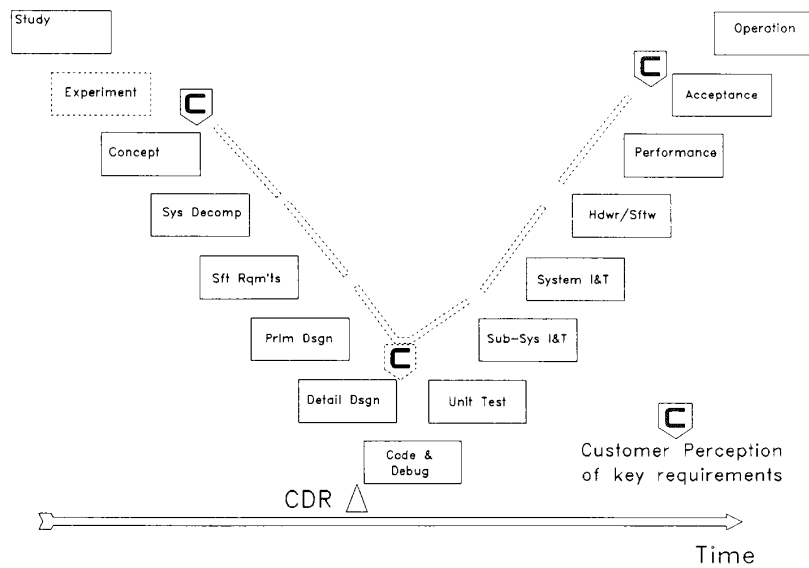 Study
Operation
C
C
Experiment
Acceptance
Concept
Performance
Sys Decomp
Hdwr/Sftw
Sft Rqm'ts
System I&T
Prlm Dsgn
Sub-Sys I&T
C
Detail Dsgn
Unit Test
C
Customer Perception
of key requirements
Code &
Debug
CDR
Time